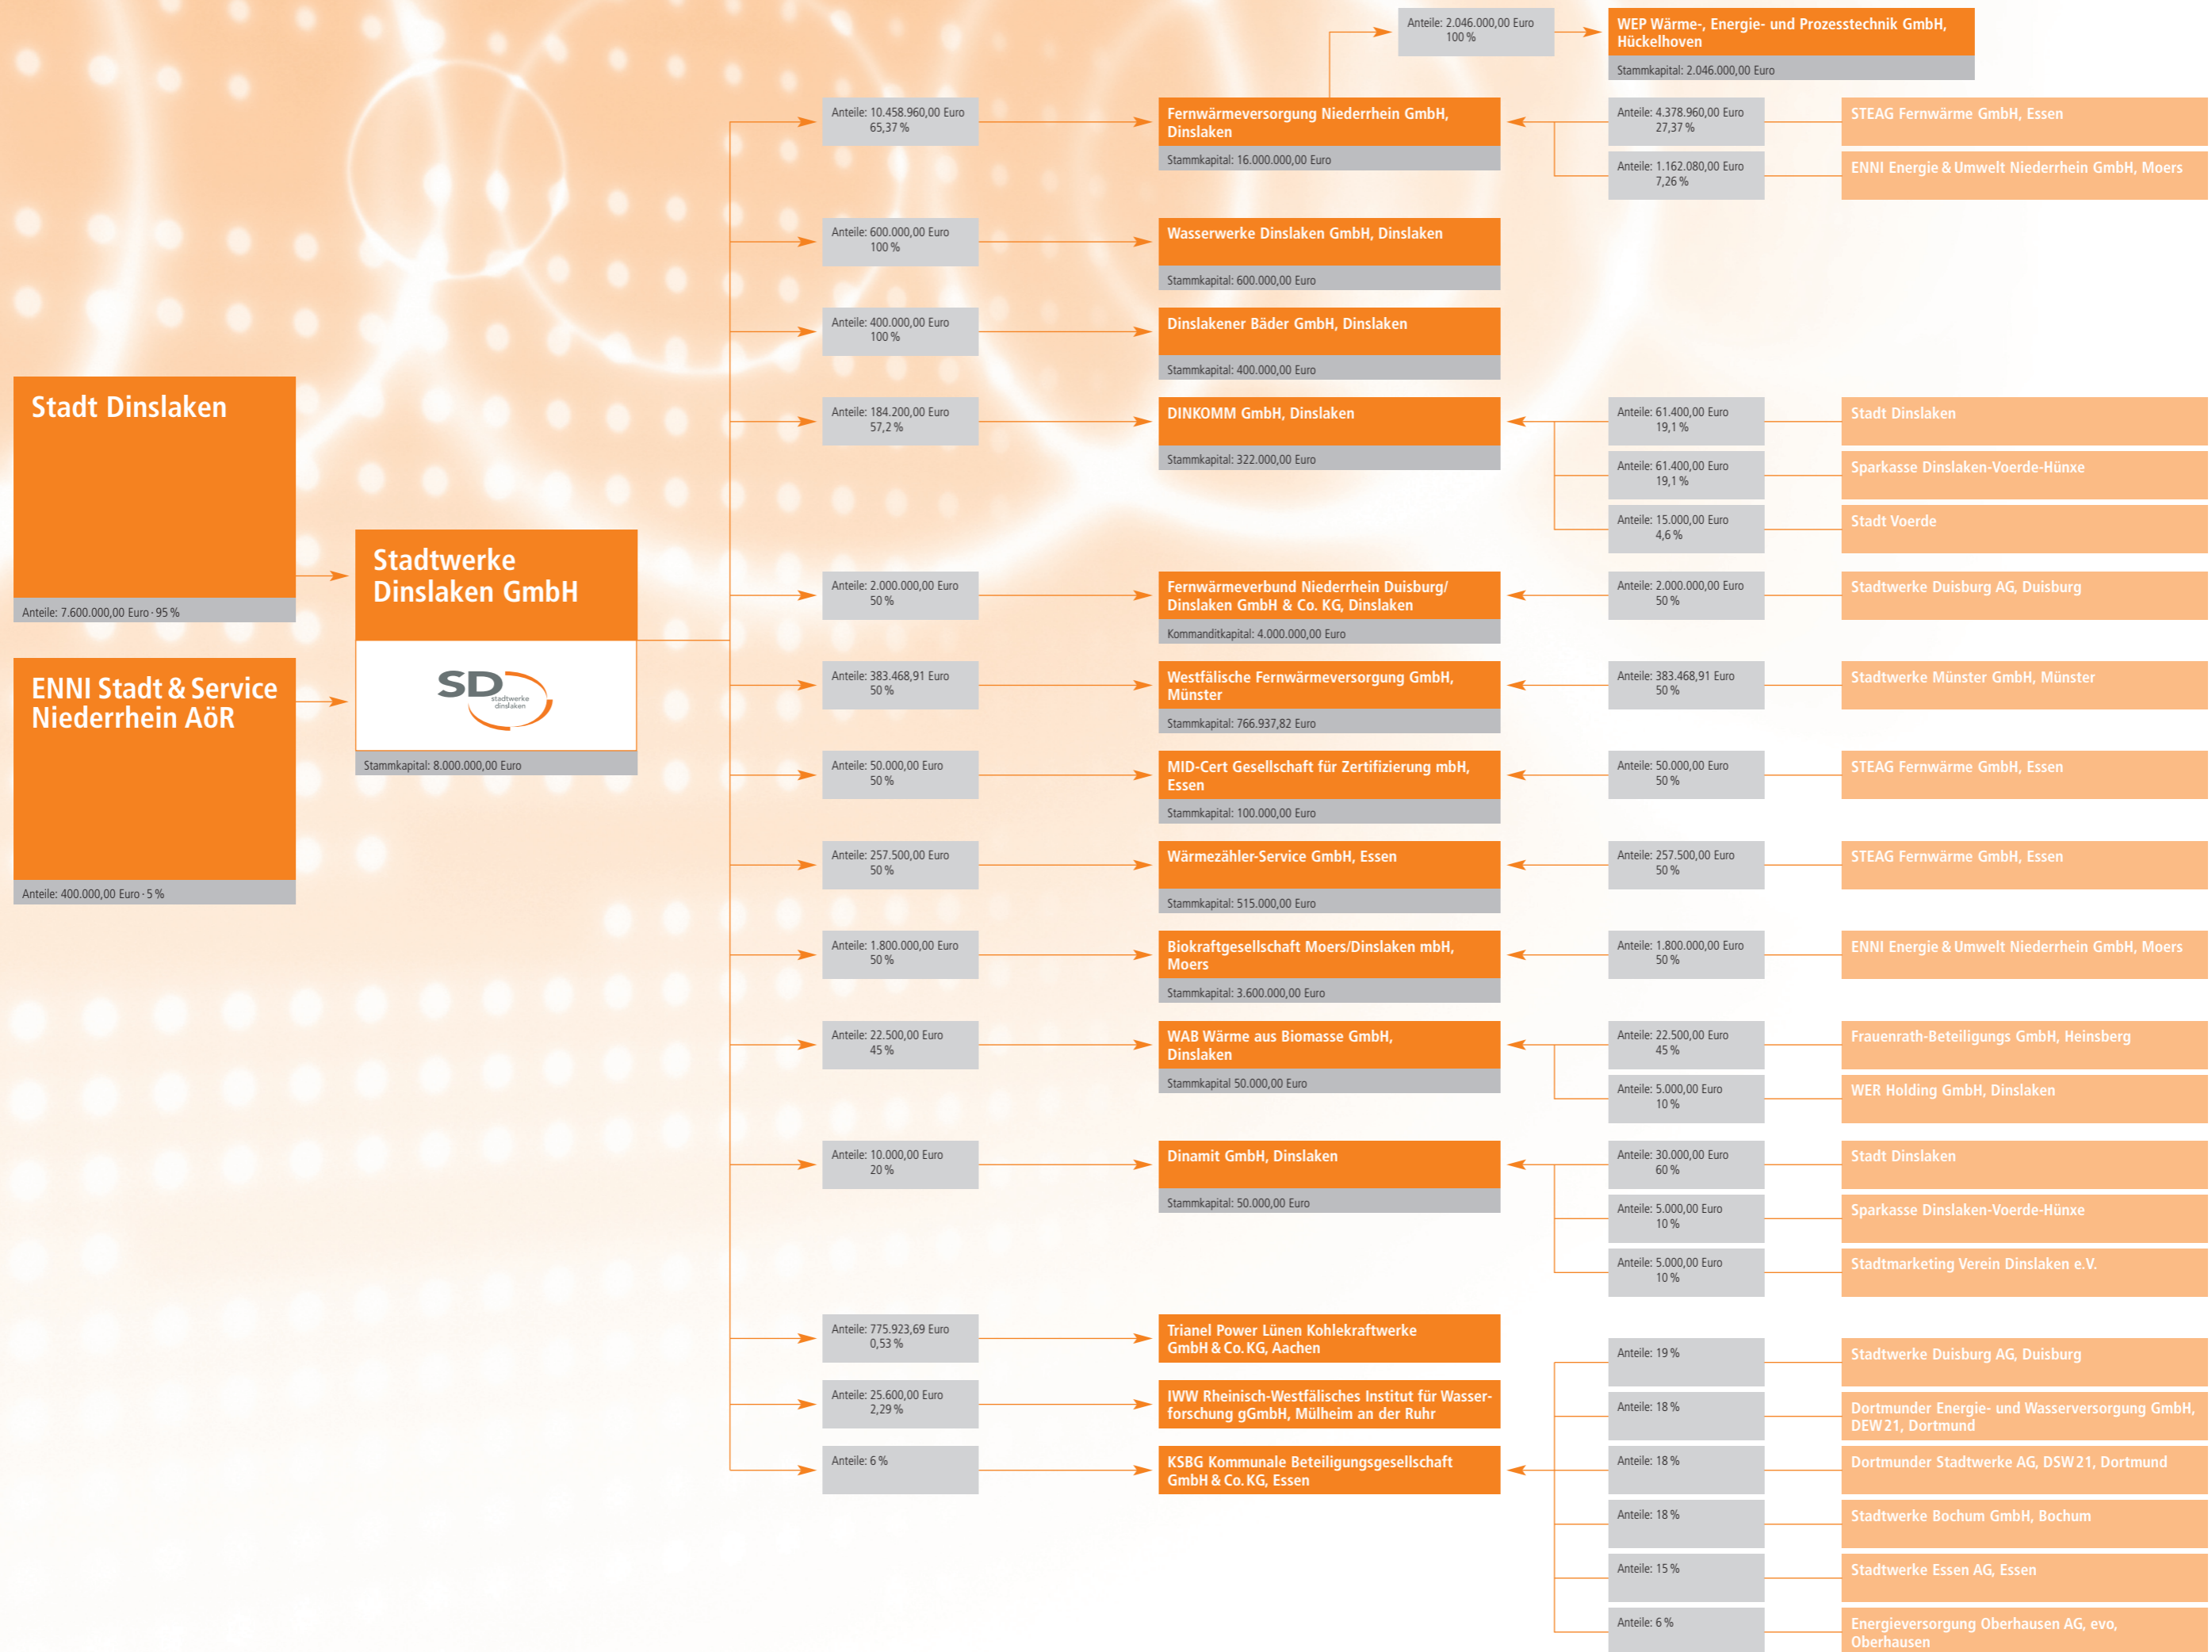 Stadt Dinslaken
Anteile: 7.600.000,00 Euro · 95 %
ENNI Stadt & Service
Niederrhein AöR
Anteile: 400.000,00 Euro · 5 %
Stadtwerke
Dinslaken GmbH
SD
stadtwerke
dinslaken
Stammkapital: 8.000.000,00 Euro
Anteile: 2.046.000,00 Euro
100 %
WEP Wärme-, Energie- und Prozesstechnik GmbH,
Hückelhoven
Stammkapital: 2.046.000,00 Euro
Anteile: 10.458.960,00 Euro
65,37 %
Fernwärmeversorgung Niederrhein GmbH,
Dinslaken
Stammkapital: 16.000.000,00 Euro
Anteile: 4.378.960,00 Euro
27,37 %
STEAG Fernwärme GmbH, Essen
Anteile: 1.162.080,00 Euro
7,26 %
ENNI Energie & Umwelt Niederrhein GmbH, Moers
Anteile: 600.000,00 Euro
100 %
Wasserwerke Dinslaken GmbH, Dinslaken
Stammkapital: 600.000,00 Euro
Anteile: 400.000,00 Euro
100 %
Dinslakener Bäder GmbH, Dinslaken
Stammkapital: 400.000,00 Euro
Anteile: 184.200,00 Euro
57,2 %
DINKOMM GmbH, Dinslaken
Stammkapital: 322.000,00 Euro
Anteile: 61.400,00 Euro
19,1 %
Stadt Dinslaken
Anteile: 61.400,00 Euro
19,1 %
Sparkasse Dinslaken-Voerde-Hünxe
Anteile: 15.000,00 Euro
4,6 %
Stadt Voerde
Anteile: 2.000.000,00 Euro
50 %
Fernwärmeverbund Niederrhein Duisburg/
Dinslaken GmbH & Co. KG, Dinslaken
Kommanditkapital: 4.000.000,00 Euro
Anteile: 2.000.000,00 Euro
50 %
Stadtwerke Duisburg AG, Duisburg
Anteile: 383.468,91 Euro
50 %
Westfälische Fernwärmeversorgung GmbH,
Münster
Stammkapital: 766.937,82 Euro
Anteile: 383.468,91 Euro
50 %
Stadtwerke Münster GmbH, Münster
Anteile: 50.000,00 Euro
50 %
MID-Cert Gesellschaft für Zertifizierung mbH,
Essen
Stammkapital: 100.000,00 Euro
Anteile: 50.000,00 Euro
50 %
STEAG Fernwärme GmbH, Essen
Anteile: 257.500,00 Euro
50 %
Wärmezähler-Service GmbH, Essen
Stammkapital: 515.000,00 Euro
Anteile: 257.500,00 Euro
50 %
STEAG Fernwärme GmbH, Essen
Anteile: 1.800.000,00 Euro
50 %
Biokraftgesellschaft Moers/Dinslaken mbH,
Moers
Stammkapital: 3.600.000,00 Euro
Anteile: 1.800.000,00 Euro
50 %
ENNI Energie & Umwelt Niederrhein GmbH, Moers
Anteile: 22.500,00 Euro
45 %
WAB Wärme aus Biomasse GmbH,
Dinslaken
Stammkapital 50.000,00 Euro
Anteile: 22.500,00 Euro
45 %
Frauenrath-Beteiligungs GmbH, Heinsberg
Anteile: 5.000,00 Euro
10 %
WER Holding GmbH, Dinslaken
Anteile: 10.000,00 Euro
20 %
Dinamit GmbH, Dinslaken
Stammkapital: 50.000,00 Euro
Anteile: 30.000,00 Euro
60 %
Stadt Dinslaken
Anteile: 5.000,00 Euro
10 %
Sparkasse Dinslaken-Voerde-Hünxe
Anteile: 5.000,00 Euro
10 %
Stadtmarketing Verein Dinslaken e.V.
Anteile: 775.923,69 Euro
0,53 %
Trianel Power Lünen Kohlekraftwerke
GmbH & Co. KG, Aachen
Anteile: 25.600,00 Euro
2,29 %
IWW Rheinisch-Westfälisches Institut für Wasser-
forschung gGmbH, Mülheim an der Ruhr
Anteile: 6 %
KSBG Kommunale Beteiligungsgesellschaft
GmbH & Co. KG, Essen
Anteile: 19 %
Stadtwerke Duisburg AG, Duisburg
Anteile: 18 %
Dortmunder Energie- und Wasserversorgung GmbH,
DEW 21, Dortmund
Anteile: 18 %
Dortmunder Stadtwerke AG, DSW 21, Dortmund
Anteile: 18 %
Stadtwerke Bochum GmbH, Bochum
Anteile: 15 %
Stadtwerke Essen AG, Essen
Anteile: 6 %
Energieversorgung Oberhausen AG, evo,
Oberhausen